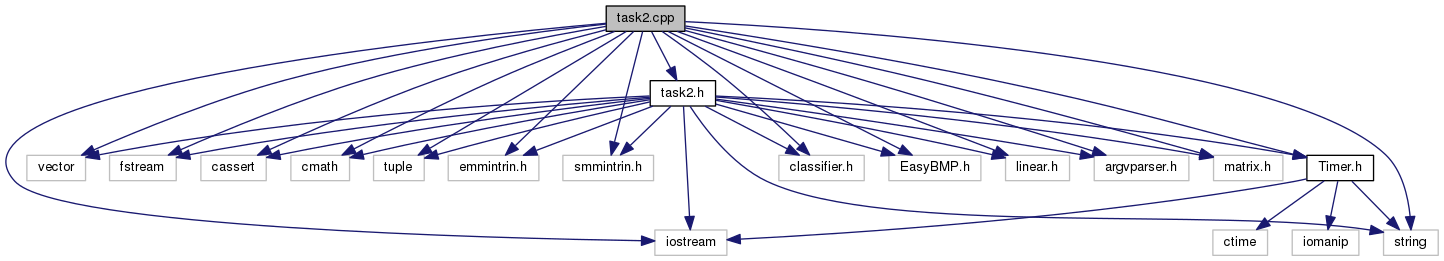 task2.cpp
task2.h
vector
fstream
cassert
cmath
tuple
emmintrin.h
smmintrin.h
classifier.h
EasyBMP.h
linear.h
argvparser.h
matrix.h
Timer.h
iostream
ctime
iomanip
string